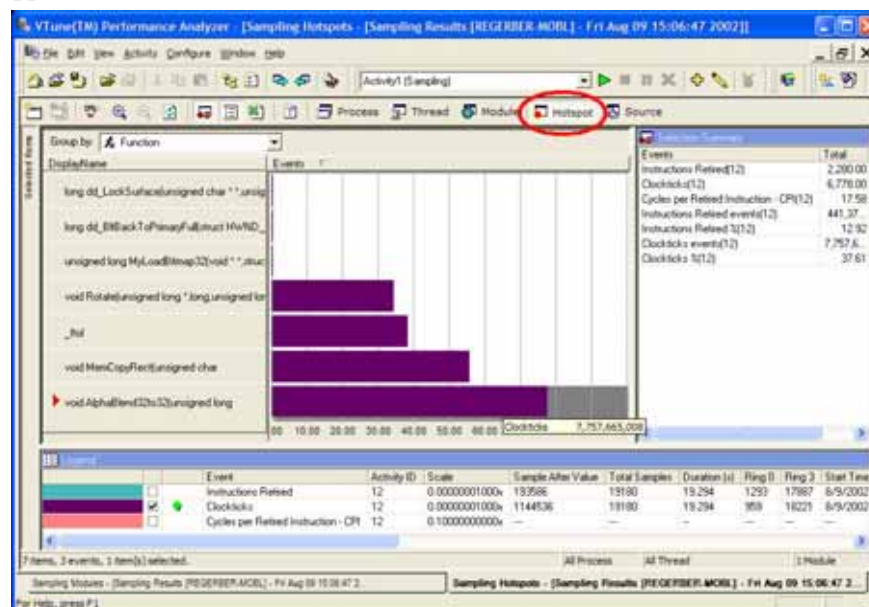 VTune(TM) Performance Analyzer - [Sampling Hotspots - [Sampling Results [REGERBER-MOBL] - Fri Aug 09 15:06:47 2002]]
File Edit View Activity Configure Window Help
Activity1 (Sampling)
Process Thread Module Hotspot Source
Selected Items
Group by: Function
DisplayName Events
long dd_LockSurface(unsigned char * *,unsig
long dd_BltBackToPrimaryFull(struct HWND_
unsigned long MyLoadBitmap32(void * *,struc
void Rotate(unsigned long *,long,unsigned lon
_ftol
void MemCopyRect(unsigned char
void AlphaBlend32to32(unsigned long
00 10.00 20.00 30.00 40.00 50.00 60.00
Clockticks 7,757,665,008
Selection Summary
Events Total
Instructions Retired(12) 2,280.00
Clockticks(12) 6,778.00
Cycles per Retired Instruction - CPI(12) 17.58
Instructions Retired events(12) 441,37...
Instructions Retired %(12) 12.92
Clockticks events(12) 7,757,6...
Clockticks %(12) 37.61
Legend
Event Activity ID Scale Sample After Value Total Samples Duration (s) Ring 0 Ring 3 Start Time
Instructions Retired 12 0.00000001000x 193586 19180 19.294 1293 17887 8/9/2002
Clockticks 12 0.00000001000x 1144536 19180 19.294 959 18221 8/9/2002
Cycles per Retired Instruction - CPI 12 0.10000000000x -- -- -- -- -- --
7 items, 3 events, 1 item(s) selected. All Process All Thread 1 Module
Sampling Modules - [Sampling Results [REGERBER-MOBL] - Fri Aug 09 15:06:47 2...
Sampling Hotspots - [Sampling Results [REGERBER-MOBL] - Fri Aug 09 15:06:47 2...
For Help, press F1